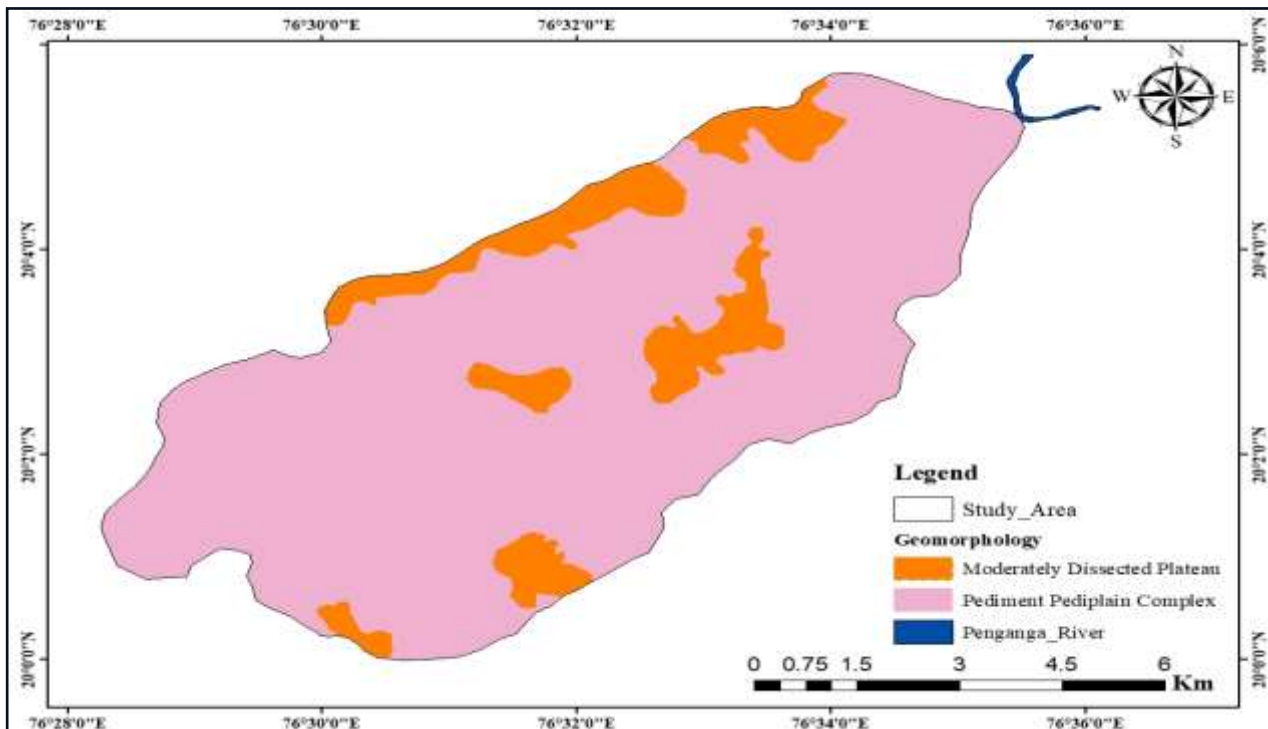 76°28'0"E 76°30'0"E 76°32'0"E 76°34'0"E 76°36'0"E
N
W E
S
20°6'0"N 20°6'0"N
20°4'0"N 20°4'0"N
20°2'0"N 20°2'0"N
20°0'0"N 20°0'0"N
Legend
Study_Area
Geomorphology
Moderately Dissected Plateau
Pediment Pediplain Complex
Penganga_River
0 0.75 1.5 3 4.5 6
Km
76°28'0"E 76°30'0"E 76°32'0"E 76°34'0"E 76°36'0"E